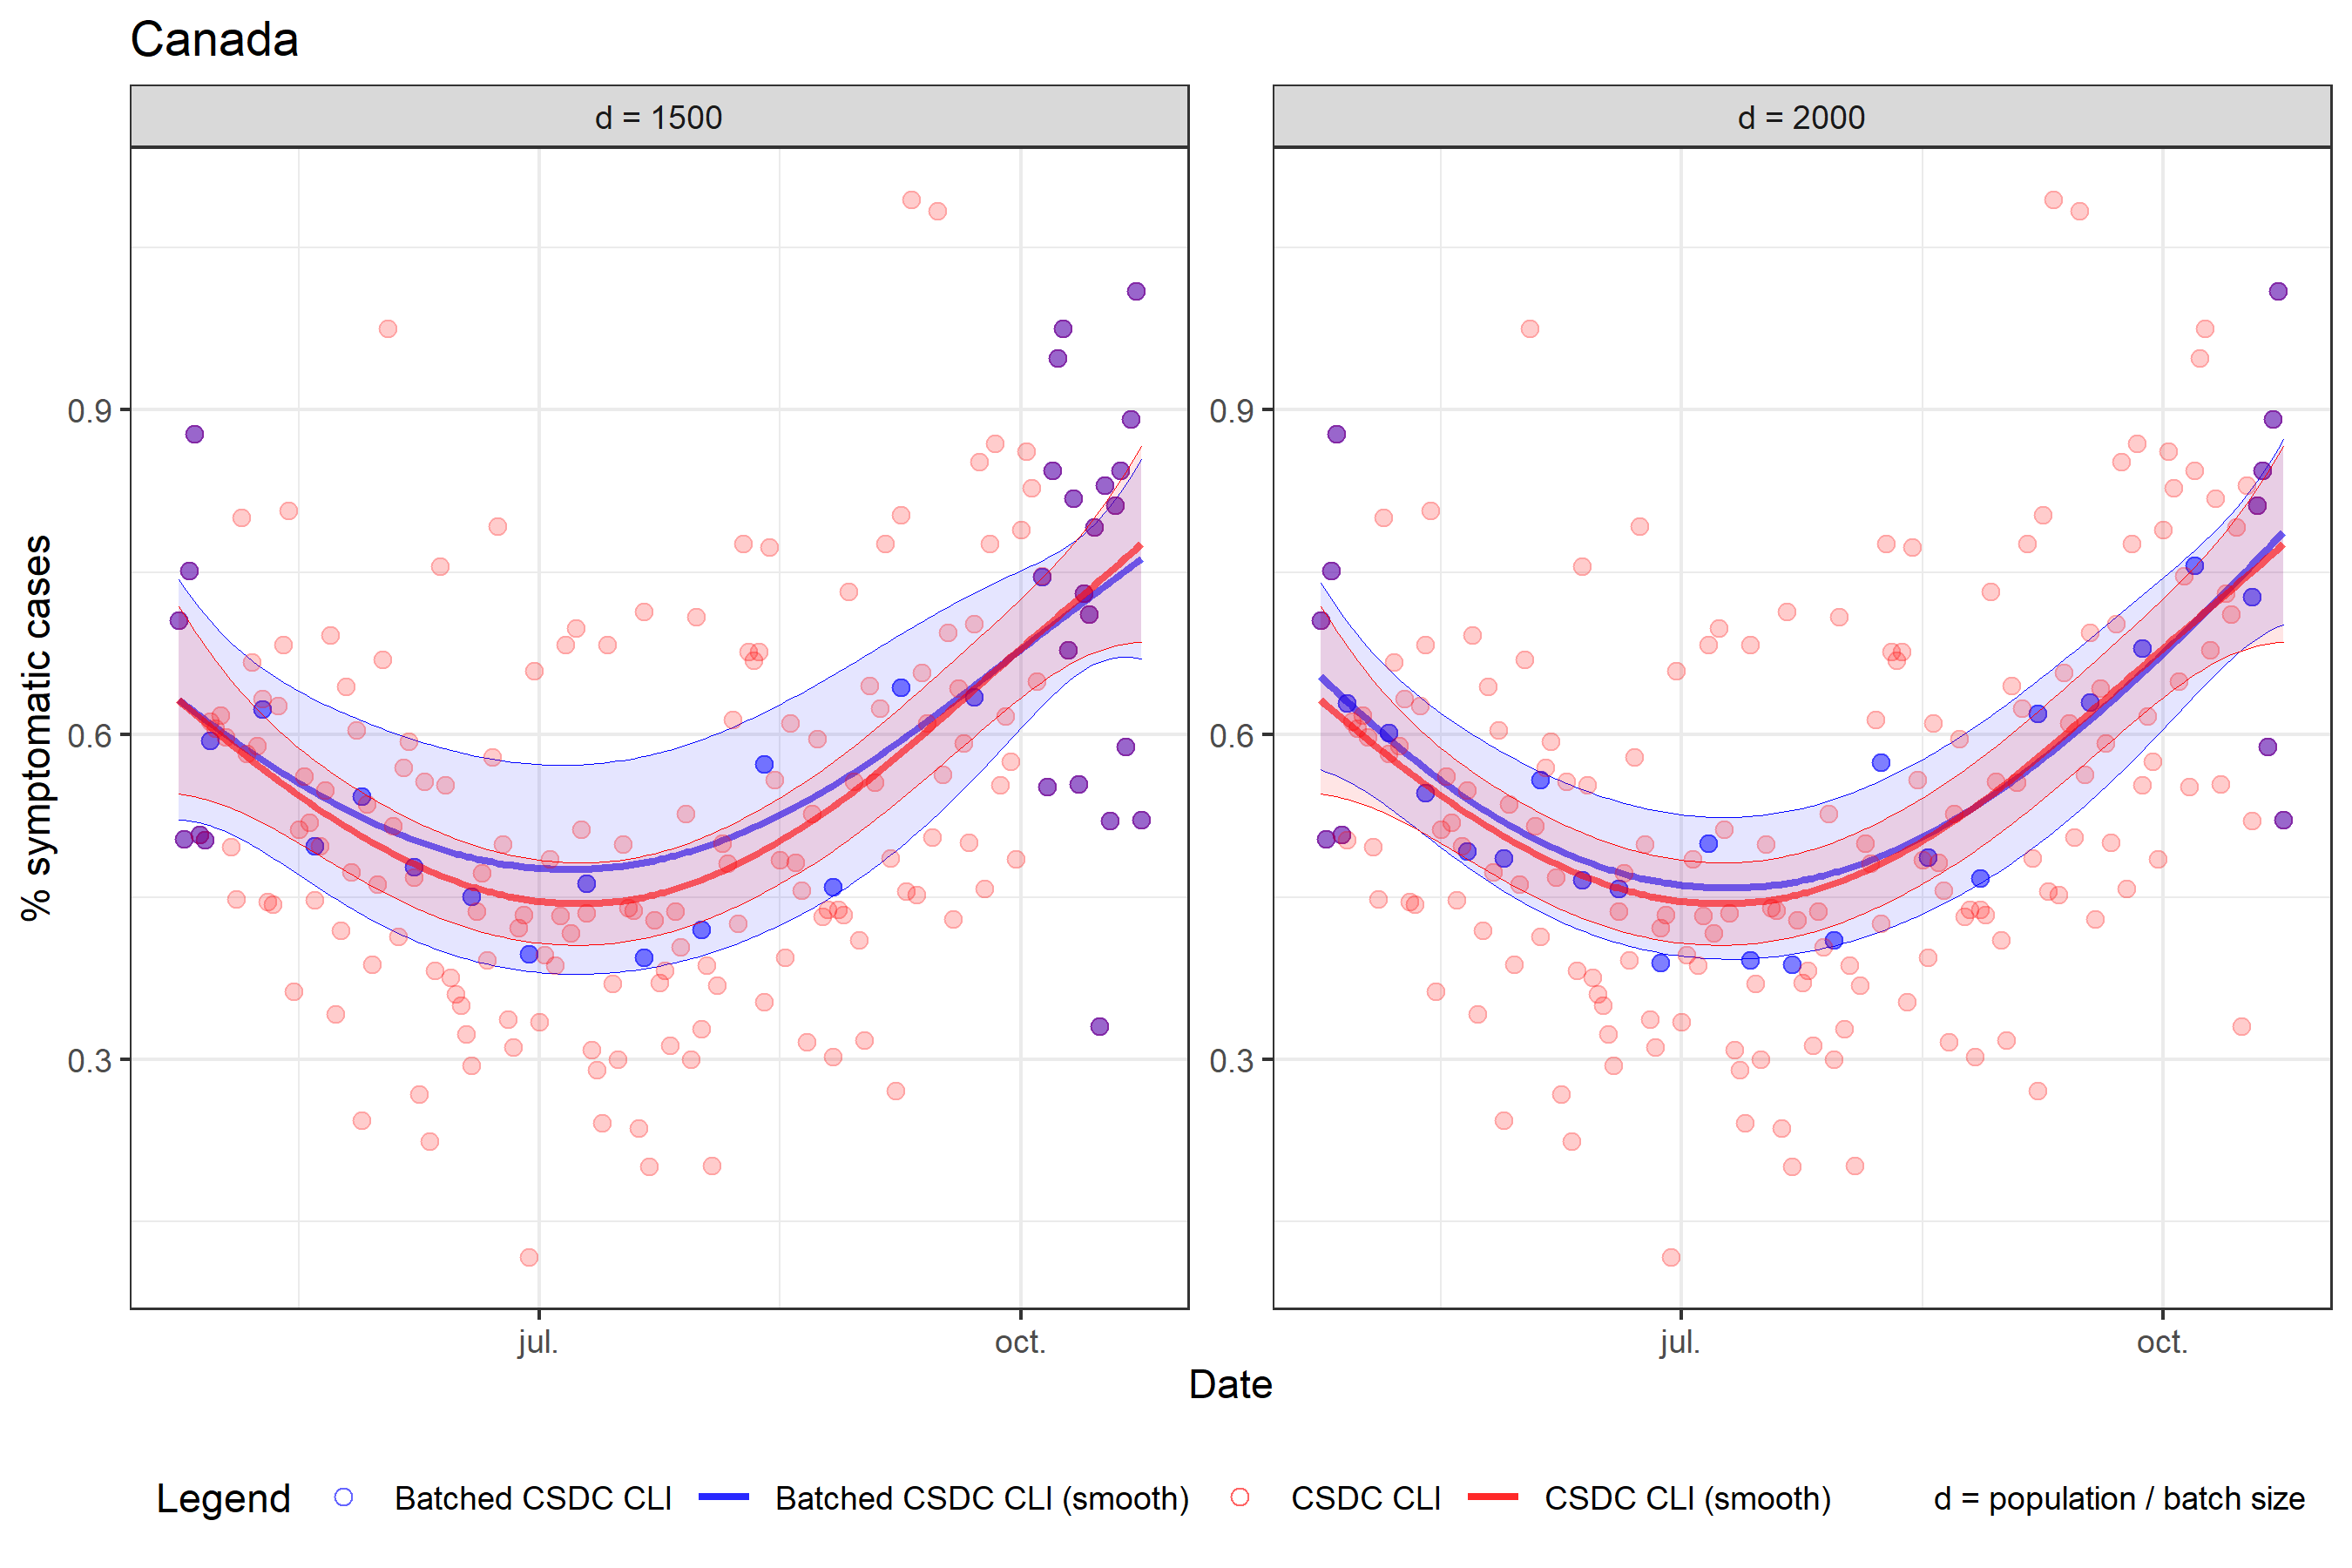 Canada
d = 1500
d = 2000
% symptomatic cases
0.9
0.6
0.3
0.9
0.6
0.3
jul.
oct.
jul.
oct.
Date
Legend
Batched CSDC CLI
Batched CSDC CLI (smooth)
CSDC CLI
CSDC CLI (smooth)
d = population / batch size